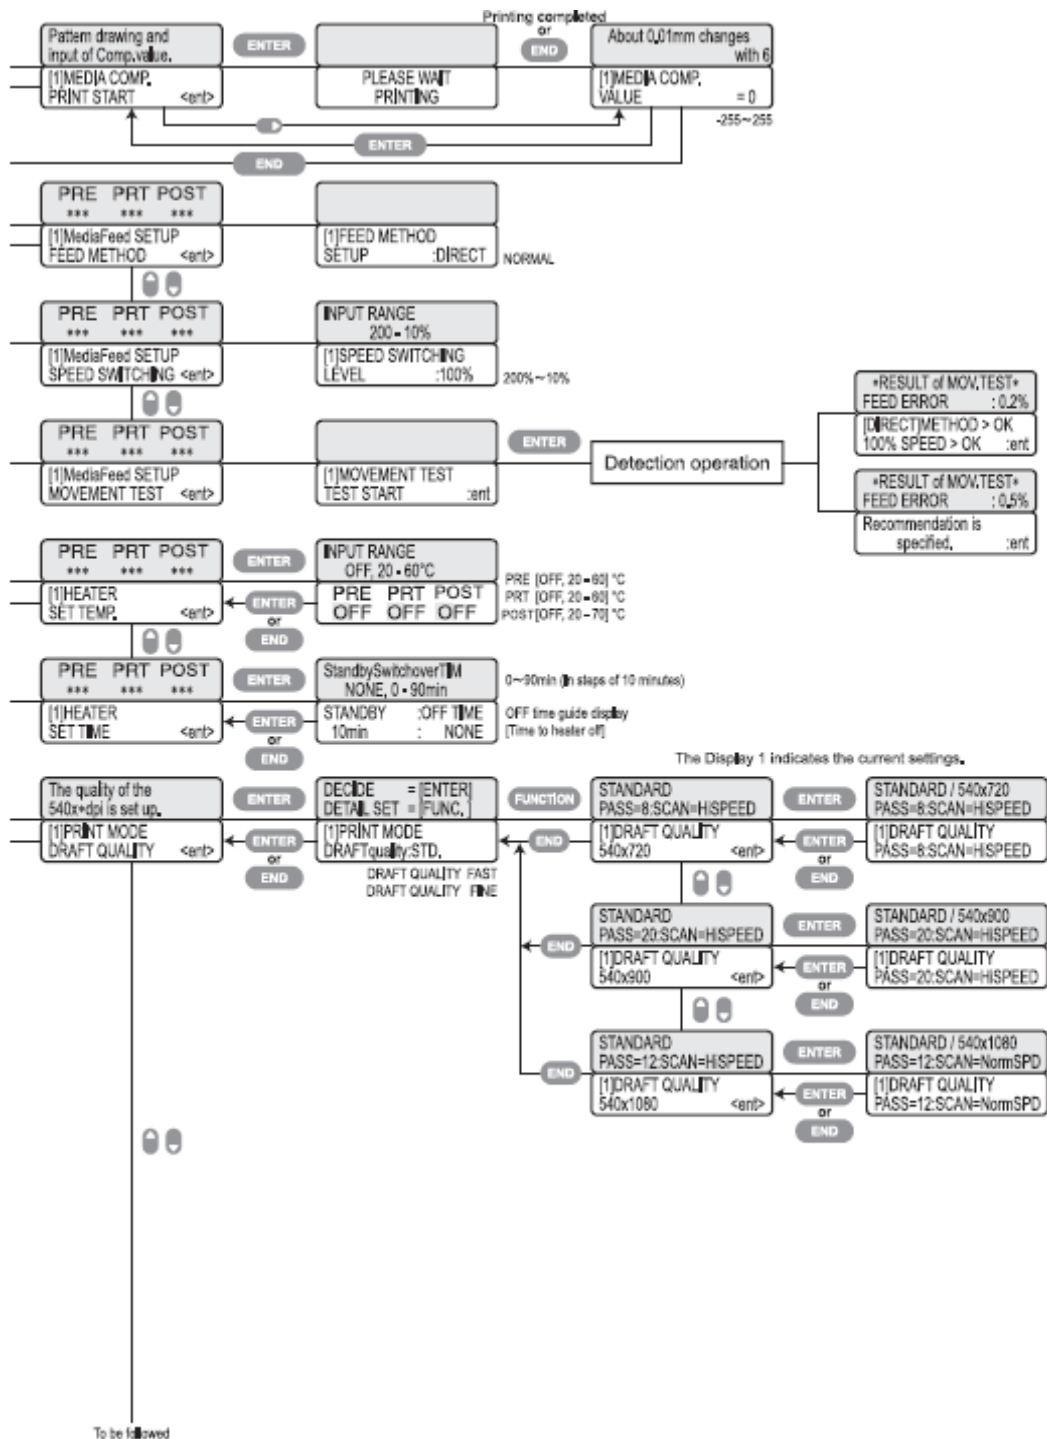 Printing completed
or
Pattern drawing and
input of Comp.value.
ENTER
END
About 0.01mm changes
with 6
[1]MEDIA COMP.
PRINT START <ent>
PLEASE WAIT
PRINTING
[1]MEDIA COMP.
VALUE = 0
-255~255
ENTER
END
PRE PRT POST
*** *** ***
[1]MediaFeed SETUP
FEED METHOD <ent>
[1]FEED METHOD
SETUP :DIRECT
NORMAL
PRE PRT POST
*** *** ***
[1]MediaFeed SETUP
SPEED SWITCHING <ent>
INPUT RANGE
200 - 10%
[1]SPEED SWITCHING
LEVEL :100%
200%~10%
PRE PRT POST
*** *** ***
[1]MediaFeed SETUP
MOVEMENT TEST <ent>
[1]MOVEMENT TEST
TEST START :ent
ENTER
Detection operation
*RESULT of MOV.TEST*
FEED ERROR : 0.2%
[DIRECT]METHOD > OK
100% SPEED > OK :ent
*RESULT of MOV.TEST*
FEED ERROR : 0.5%
Recommendation is
specified. :ent
PRE PRT POST
*** *** ***
[1]HEATER
SET TEMP. <ent>
ENTER
ENTER
or
END
INPUT RANGE
OFF, 20 - 60°C
PRE PRT POST
OFF OFF OFF
PRE [OFF, 20 - 60] °C
PRT [OFF, 20 - 60] °C
POST [OFF, 20 - 70] °C
PRE PRT POST
*** *** ***
[1]HEATER
SET TIME <ent>
ENTER
ENTER
or
END
StandbySwitchoverTIM
NONE, 0 - 90min
STANDBY :OFF TIME
10min : NONE
0~90min (In steps of 10 minutes)
OFF time guide display
[Time to heater off]
The Display 1 indicates the current settings.
The quality of the
540x*dpi is set up.
[1]PRINT MODE
DRAFT QUALITY <ent>
ENTER
ENTER
or
END
DECIDE = [ENTER]
DETAIL SET = [FUNC. ]
[1]PRINT MODE
DRAFTquality:STD.
DRAFT QUALITY FAST
DRAFT QUALITY FINE
FUNCTION
END
STANDARD
PASS=8:SCAN=HISPEED
[1]DRAFT QUALITY
540x720 <ent>
ENTER
ENTER
or
END
STANDARD / 540x720
PASS=8:SCAN=HISPEED
[1]DRAFT QUALITY
PASS=8:SCAN=HISPEED
END
STANDARD
PASS=20:SCAN=HISPEED
[1]DRAFT QUALITY
540x900 <ent>
ENTER
ENTER
or
END
STANDARD / 540x900
PASS=20:SCAN=HISPEED
[1]DRAFT QUALITY
PASS=20:SCAN=HISPEED
END
STANDARD
PASS=12:SCAN=HISPEED
[1]DRAFT QUALITY
540x1080 <ent>
ENTER
ENTER
or
END
STANDARD / 540x1080
PASS=12:SCAN=NormSPD
[1]DRAFT QUALITY
PASS=12:SCAN=NormSPD
To be followed